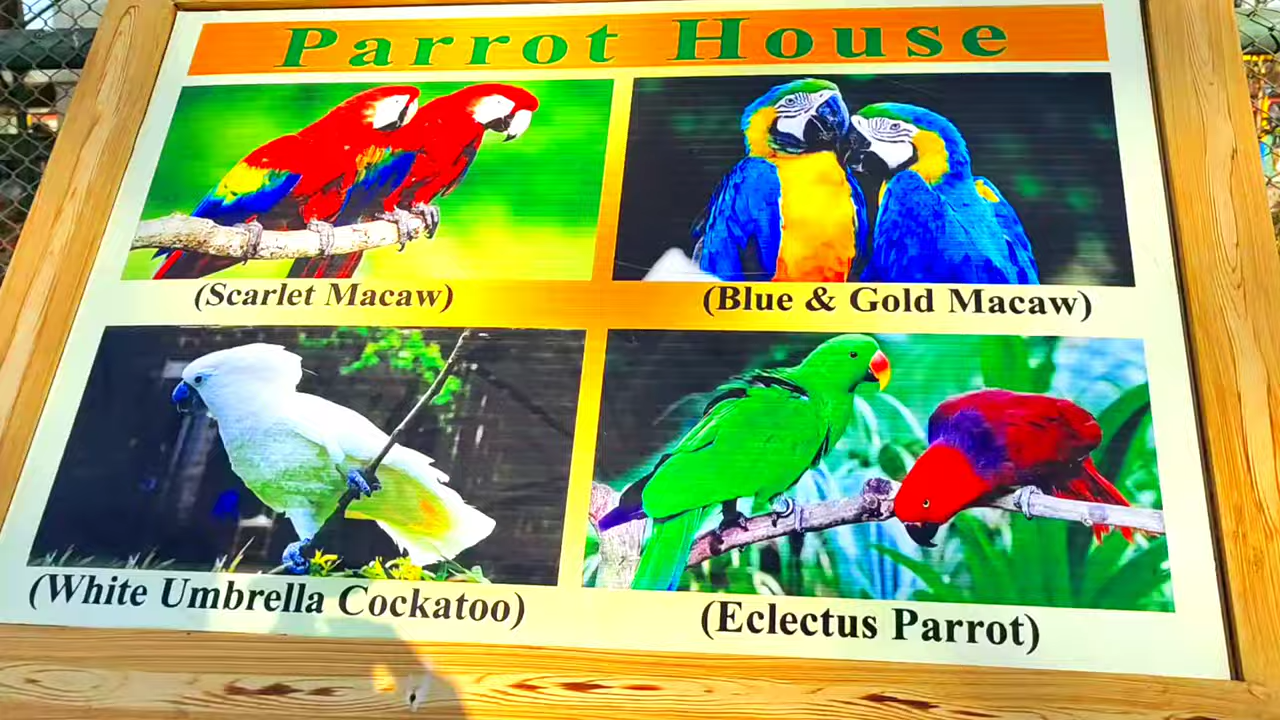 Parrot House
(Scarlet Macaw)
(Blue & Gold Macaw)
(White Umbrella Cockatoo)
(Eclectus Parrot)